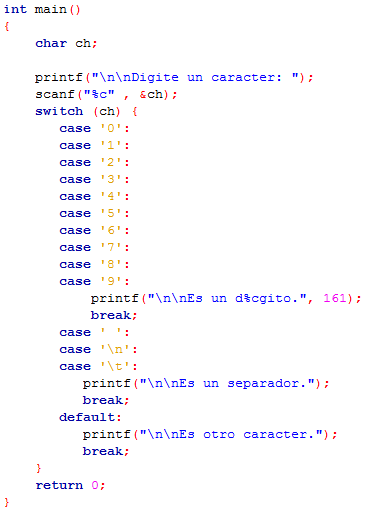 int main()
{
    char ch;

    printf("\n\nDigite un caracter: ");
    scanf("%c" , &ch);
    switch (ch) {
       case '0':
       case '1':
       case '2':
       case '3':
       case '4':
       case '5':
       case '6':
       case '7':
       case '8':
       case '9':
           printf("\n\nEs un d%cgito.", 161);
           break;
       case ' ':
       case '\n':
       case '\t':
          printf("\n\nEs un separador.");
          break;
       default:
          printf("\n\nEs otro caracter.");
          break;
    }
    return 0;
}